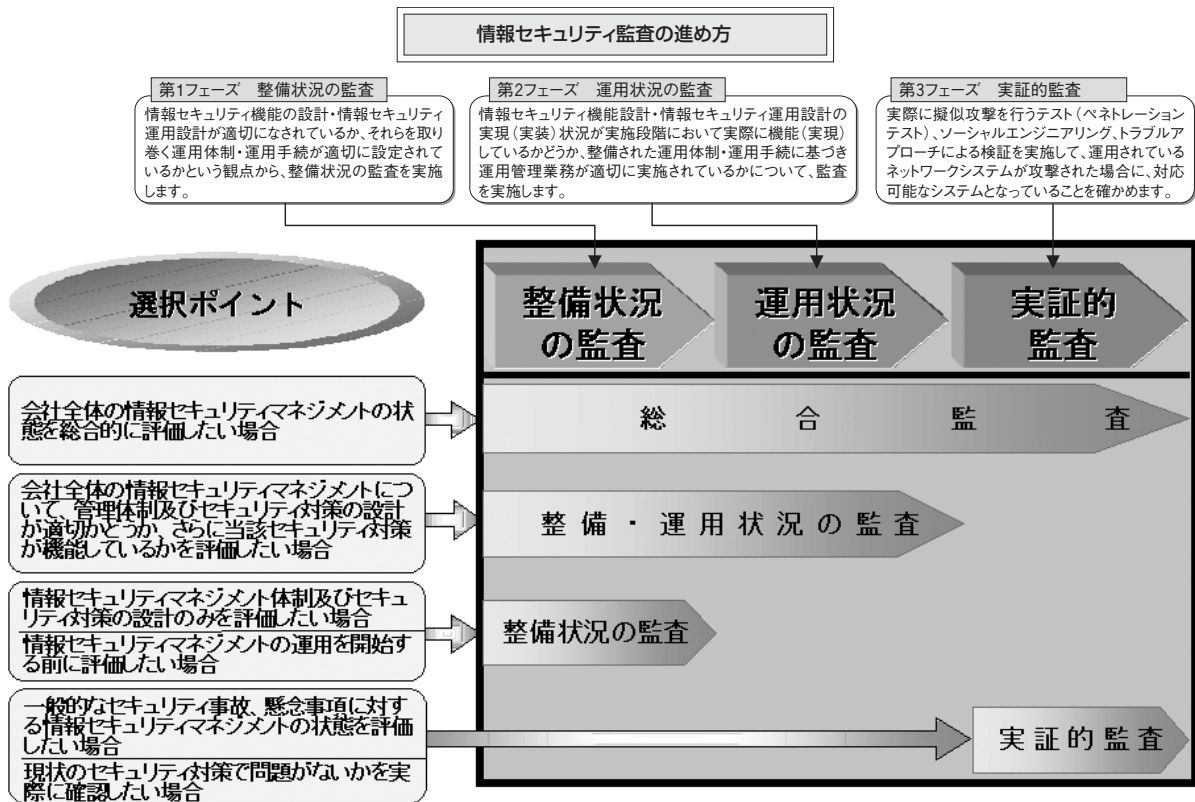 情報セキュリティ監査の進め方
第1フェーズ 整備状況の監査
情報セキュリティ機能の設計・情報セキュリティ
運用設計が適切になされているか、それらを取り
巻く運用体制・運用手続が適切に設定されて
いるかという観点から、整備状況の監査を実施
します。
第2フェーズ 運用状況の監査
情報セキュリティ機能設計・情報セキュリティ運用設計の
実現(実装)状況が実施段階において実際に機能(実現)
しているかどうか、整備された運用体制・運用手続に基づき
運用管理業務が適切に実施されているかについて、監査
を実施します。
第3フェーズ 実証的監査
実際に擬似攻撃を行うテスト(ペネトレーション
テスト)、ソーシャルエンジニアリング、トラブルア
プローチによる検証を実施して、運用されている
ネットワークシステムが攻撃された場合に、対応
可能なシステムとなっていることを確かめます。
選択ポイント
整備状況
の監査
運用状況
の監査
実証的
監査
会社全体の情報セキュリティマネジメントの状
態を総合的に評価したい場合
総合監査
会社全体の情報セキュリティマネジメントについ
て、管理体制及びセキュリティ対策の設計
が適切かどうか、さらに当該セキュリティ対策
が機能しているかを評価したい場合
整備・運用状況の監査
情報セキュリティマネジメント体制及びセキュ
リティ対策の設計のみを評価したい場合
情報セキュリティマネジメントの運用を開始す
る前に評価したい場合
整備状況の監査
一般的なセキュリティ事故、懸念事項に対す
る情報セキュリティマネジメントの状態を評価
したい場合
現状のセキュリティ対策で問題がないかを実
際に確認したい場合
実証的監査